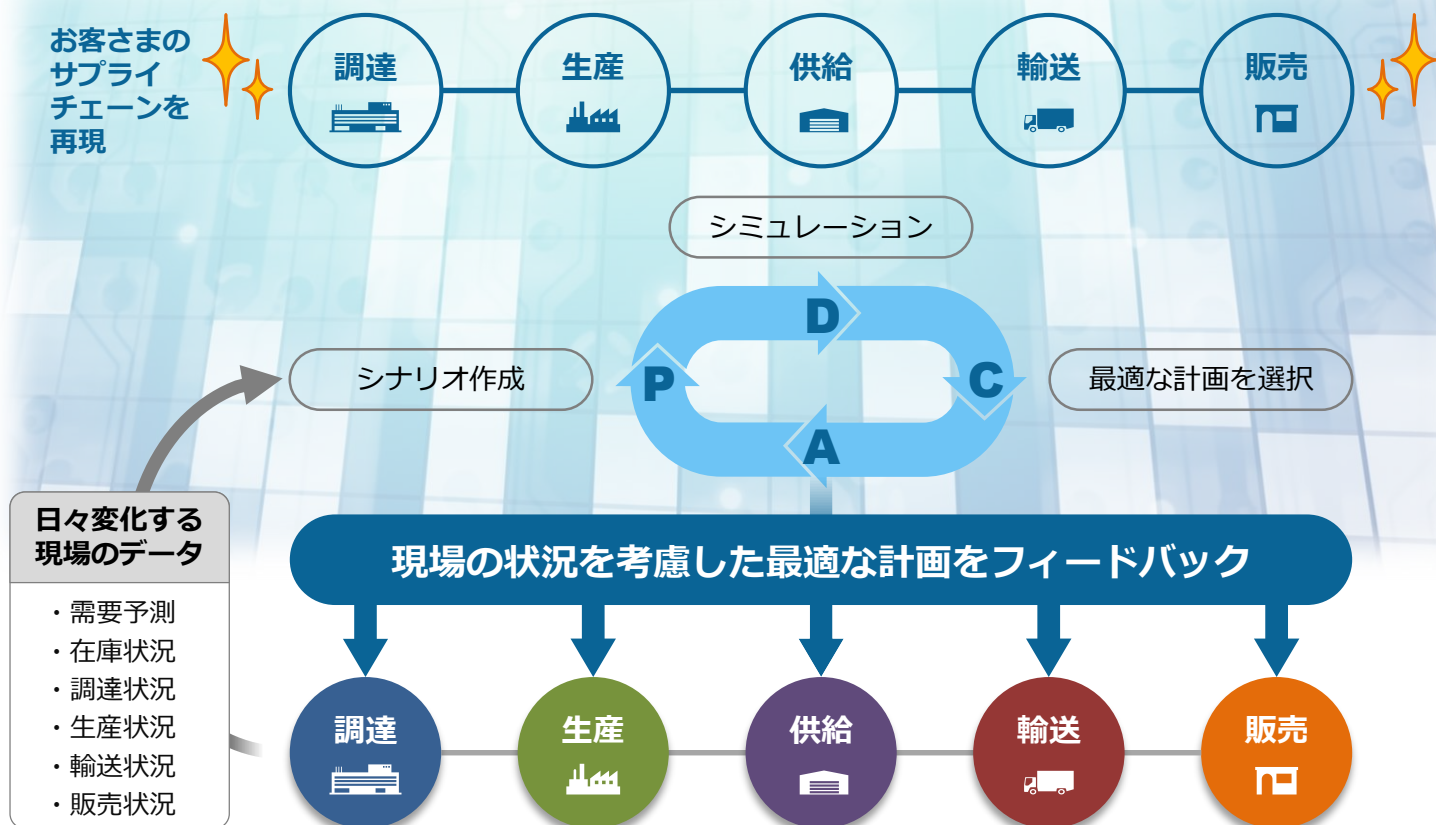 お客さまの
サプライ
チェーンを
再現
調達
生産
供給
輸送
販売
シミュレーション
D
シナリオ作成
P
C
最適な計画を選択
A
日々変化する
現場のデータ
・需要予測
・在庫状況
・調達状況
・生産状況
・輸送状況
・販売状況
現場の状況を考慮した最適な計画をフィードバック
調達
生産
供給
輸送
販売